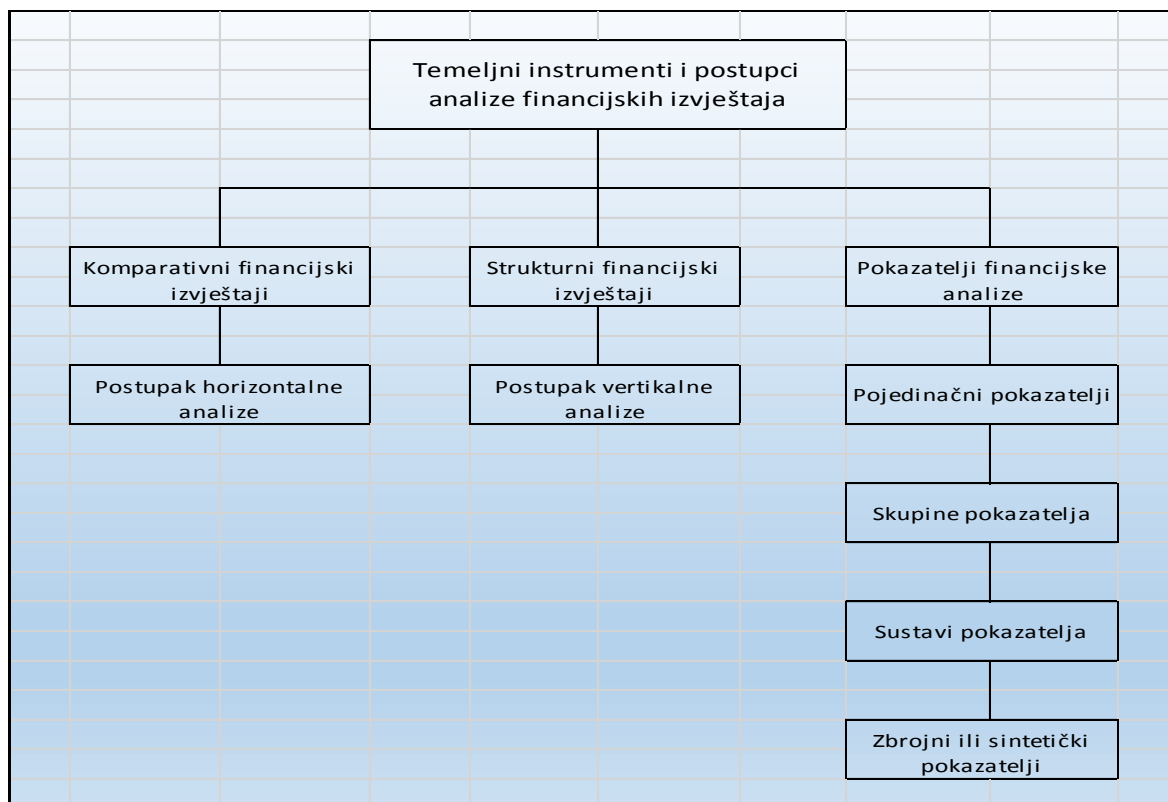 Temeljni instrumenti i postupci
analize financijskih izvještaja
Komparativni financijski
izvještaji
Strukturni financijski
izvještaji
Pokazatelji financijske
analize
Postupak horizontalne
analize
Postupak vertikalne
analize
Pojedinačni pokazatelji
Skupine pokazatelja
Sustavi pokazatelja
Zbrojni ili sintetički
pokazatelji